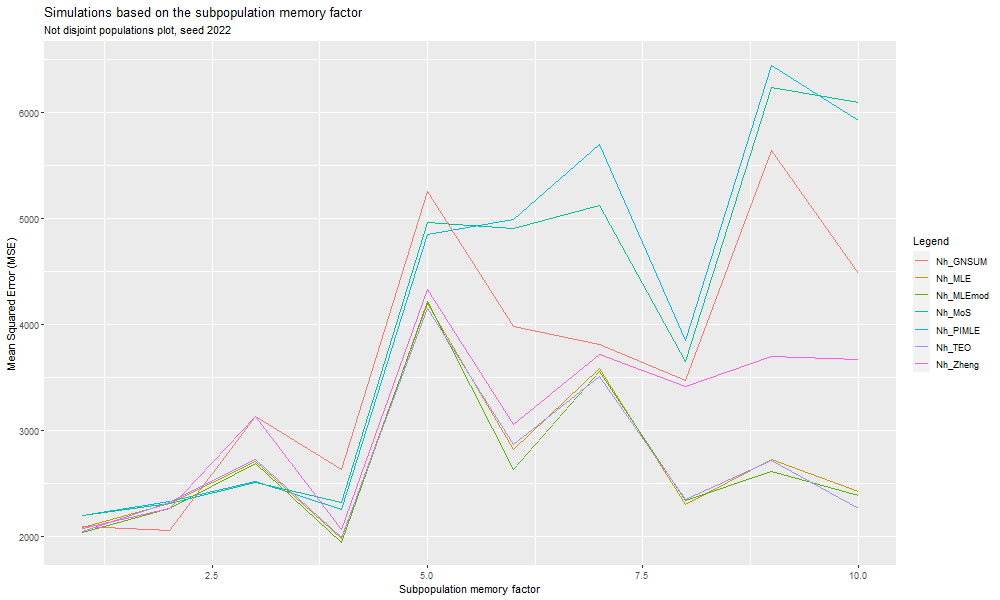 Simulations based on the subpopulation memory factor
Not disjoint populations plot, seed 2022
Mean Squared Error (MSE)
6000
5000
4000
3000
2000
2.5
5.0
7.5
10.0
Subpopulation memory factor
Legend
Nh_GNSUM
Nh_MLE
Nh_MLEmod
Nh_MoS
Nh_PIMLE
Nh_TEO
Nh_Zheng